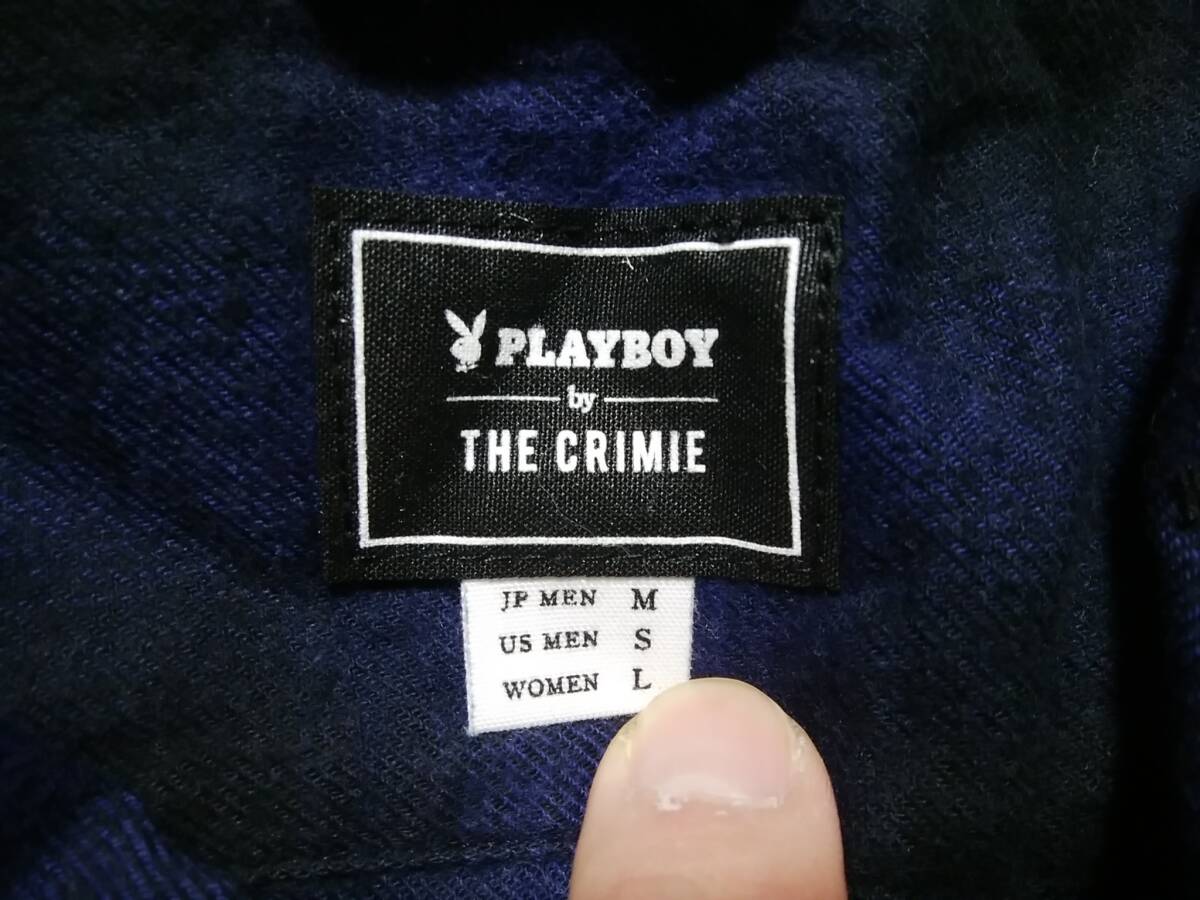 PLAYBOY
by
THE CRIMIE
JP MEN M
US MEN S
WOMEN L